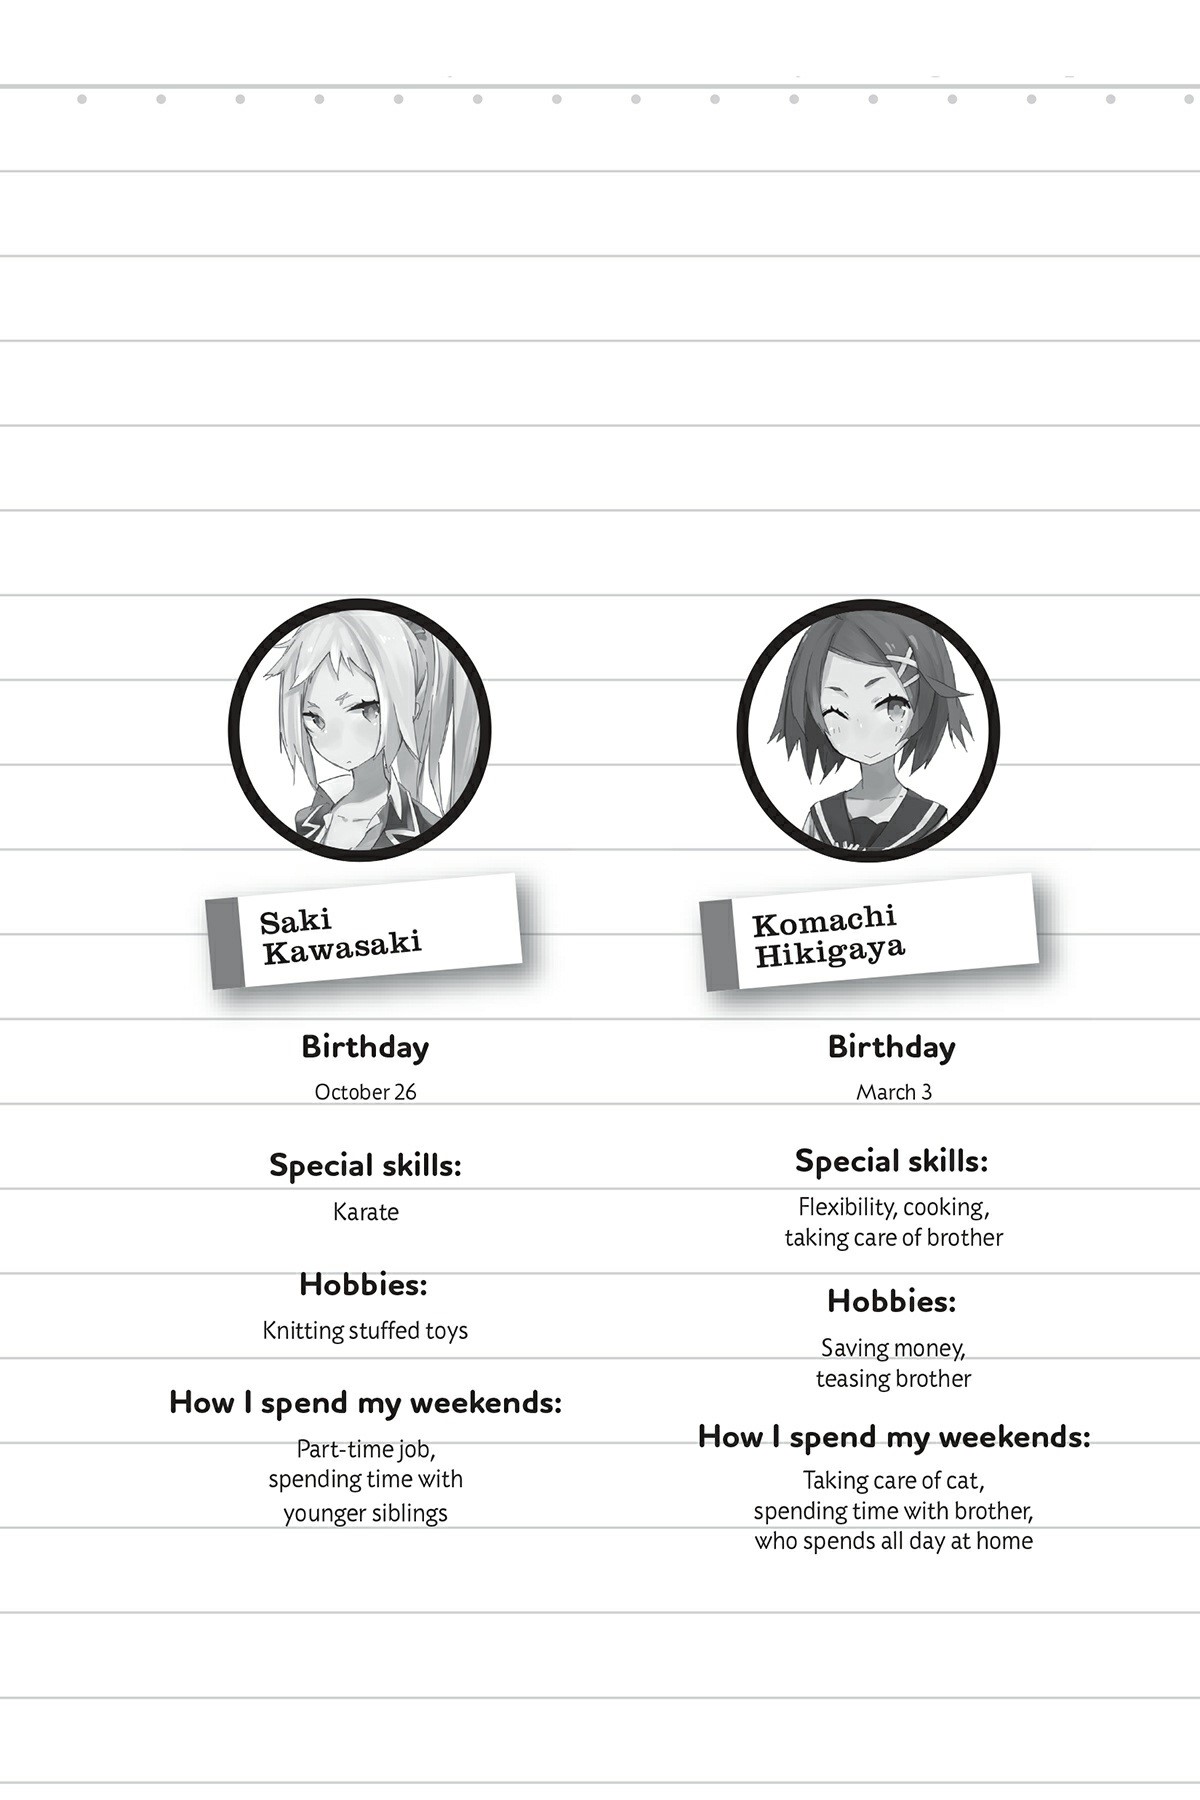 Saki
Kawasaki
Birthday
October 26
Special skills:
Karate
Hobbies:
Knitting stuffed toys
How I spend my weekends:
Part-time job,
spending time with
younger siblings
Komachi
Hikigaya
Birthday
March 3
Special skills:
Flexibility, cooking,
taking care of brother
Hobbies:
Saving money,
teasing brother
How I spend my weekends:
Taking care of cat,
spending time with brother,
who spends all day at home